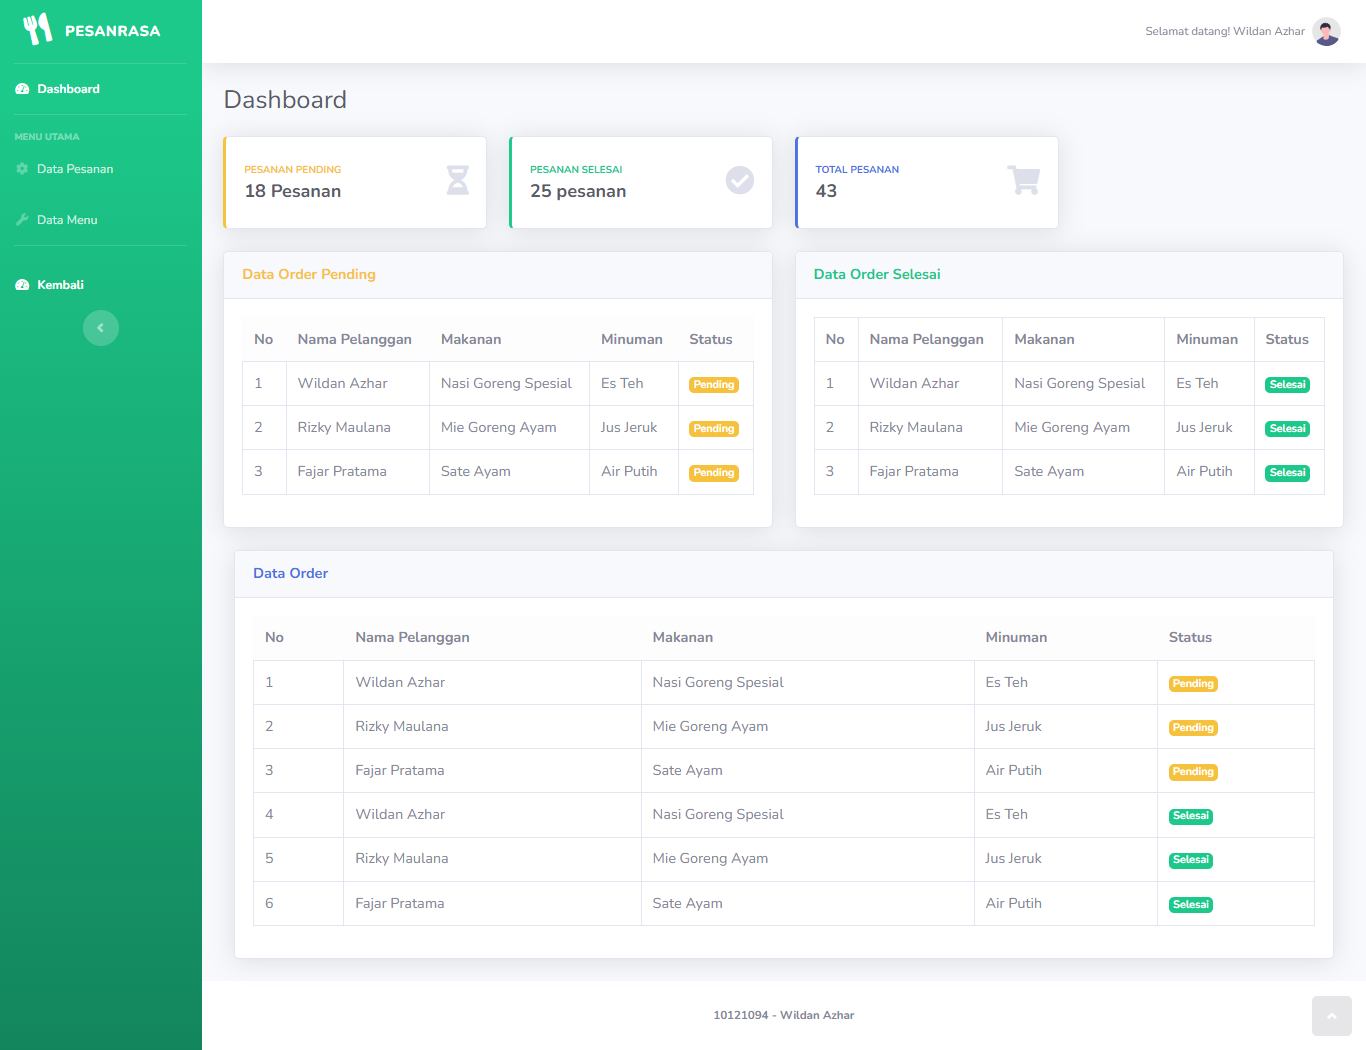 PESANRASA
Selamat datang! Wildan Azhar
Dashboard
MENU UTAMA
Data Pesanan
Data Menu
Kembali
Dashboard
PESANAN PENDING
18 Pesanan
PESANAN SELESAI
25 pesanan
TOTAL PESANAN
43
Data Order Pending
No Nama Pelanggan Makanan Minuman Status
1 Wildan Azhar Nasi Goreng Spesial Es Teh Pending
2 Rizky Maulana Mie Goreng Ayam Jus Jeruk Pending
3 Fajar Pratama Sate Ayam Air Putih Pending
Data Order Selesai
No Nama Pelanggan Makanan Minuman Status
1 Wildan Azhar Nasi Goreng Spesial Es Teh Selesai
2 Rizky Maulana Mie Goreng Ayam Jus Jeruk Selesai
3 Fajar Pratama Sate Ayam Air Putih Selesai
Data Order
No Nama Pelanggan Makanan Minuman Status
1 Wildan Azhar Nasi Goreng Spesial Es Teh Pending
2 Rizky Maulana Mie Goreng Ayam Jus Jeruk Pending
3 Fajar Pratama Sate Ayam Air Putih Pending
4 Wildan Azhar Nasi Goreng Spesial Es Teh Selesai
5 Rizky Maulana Mie Goreng Ayam Jus Jeruk Selesai
6 Fajar Pratama Sate Ayam Air Putih Selesai
10121094 - Wildan Azhar